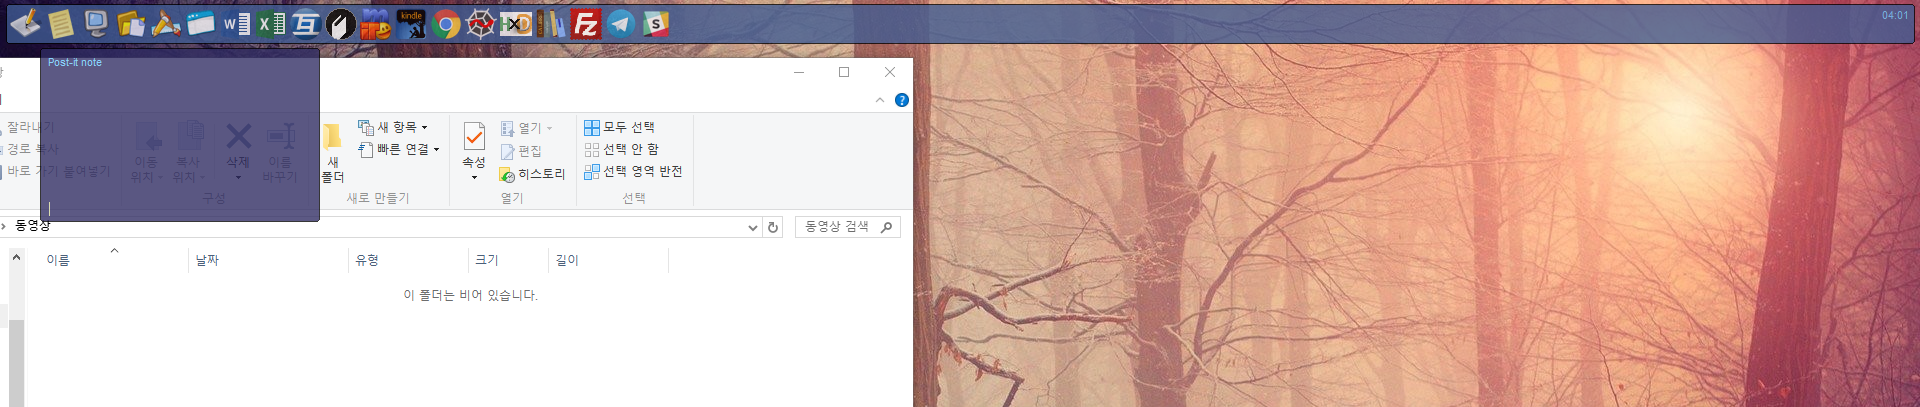 04:01
kindle
Post-it note
잘라내기
경로 복사
바로 가기 붙여넣기
이동 위치
복사 위치
삭제
이름 바꾸기
구성
새 폴더
새 항목
빠른 연결
새로 만들기
속성
열기
편집
히스토리
열기
모두 선택
선택 안 함
선택 영역 반전
선택
동영상
동영상 검색
이름 날짜 유형 크기 길이
이 폴더는 비어 있습니다.